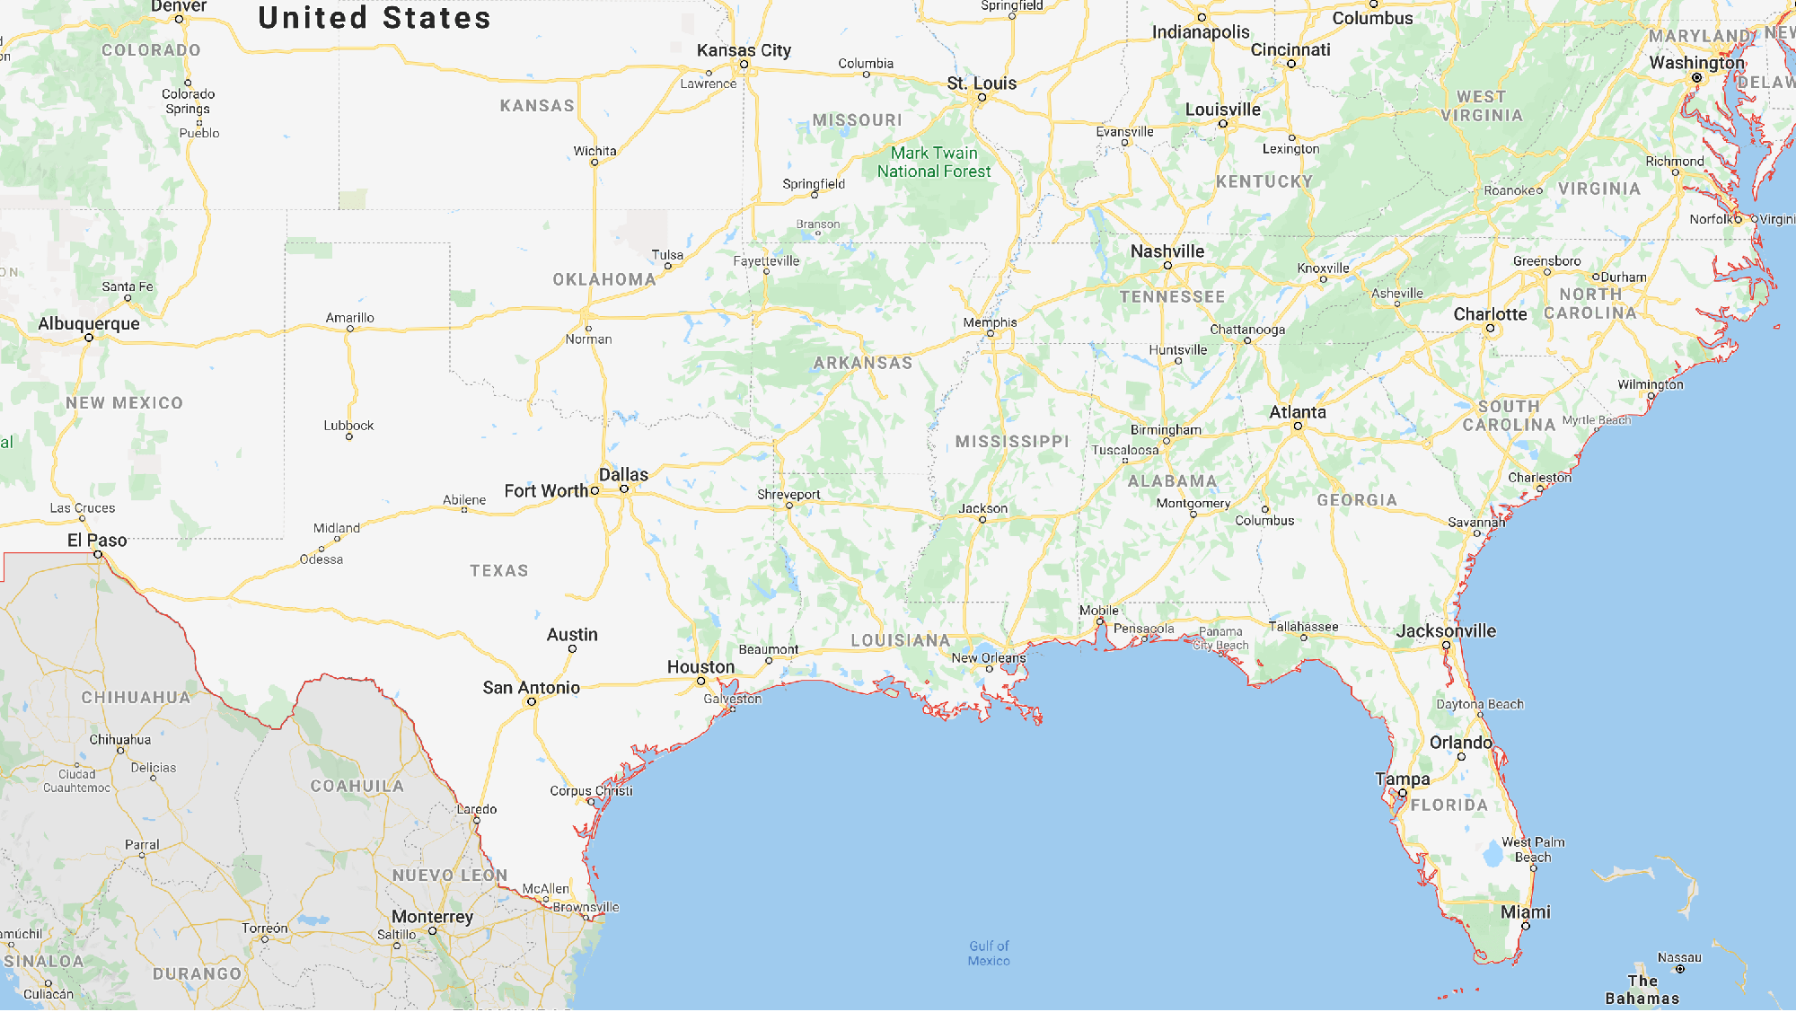 Denver
United States
Springfield
Indianapolis
Columbus
COLORADO
Kansas City
Cincinnati
MARYLAND
NEW
Columbia
Lawrence
St. Louis
Washington
DELAW
Colorado
Springs
KANSAS
Louisville
WEST
VIRGINIA
MISSOURI
Pueblo
Evansville
Wichita
Mark Twain
National Forest
Lexington
Richmond
Springfield
KENTUCKY
Roanoke
VIRGINIA
Branson
Norfolk
Virgini
Tulsa
Fayetteville
Nashville
ON
OKLAHOMA
Knoxville
Greensboro
Durham
Santa Fe
TENNESSEE
Asheville
NORTH
CAROLINA
Albuquerque
Amarillo
Memphis
Charlotte
Norman
Chattanooga
Huntsville
ARKANSAS
Wilmington
NEW MEXICO
Lubbock
Atlanta
SOUTH
CAROLINA
Myrtle Beach
al
MISSISSIPPI
Birmingham
Tuscaloosa
Dallas
Fort Worth
Charleston
Abilene
Shreveport
ALABAMA
Montgomery
GEORGIA
Las Cruces
Jackson
Columbus
Savannah
Midland
El Paso
Odessa
TEXAS
Mobile
Austin
LOUISIANA
Pensacola
Panama
City Beach
Tallahassee
Jacksonville
Beaumont
New Orleans
Houston
San Antonio
Galveston
CHIHUAHUA
Daytona Beach
Chihuahua
Orlando
Delicias
Ciudad
Cuauhtemoc
COAHUILA
Corpus Christi
Tampa
FLORIDA
Laredo
Parral
West Palm
Beach
NUEVO LEON
McAllen
Brownsville
Monterrey
Miami
Torreón
Saltillo
amúchil
Gulf of
Mexico
SINALOA
DURANGO
Nassau
Culiacán
The
Bahamas